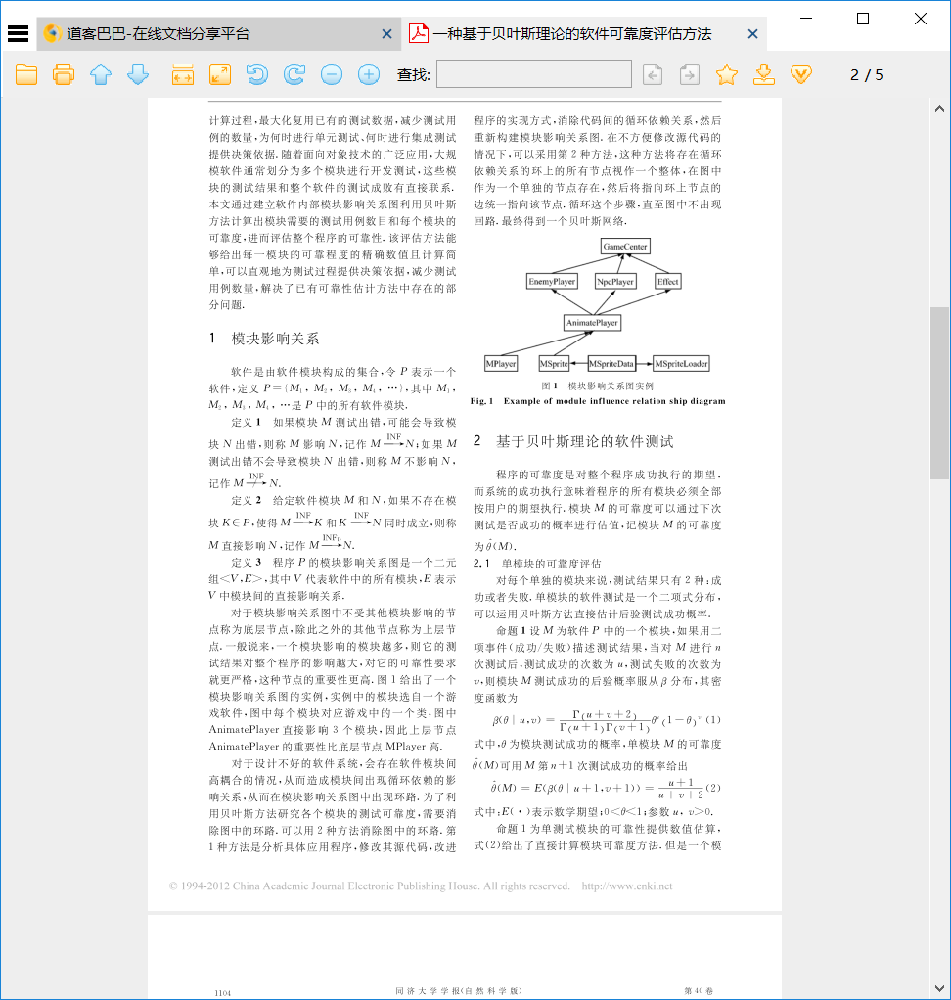 道客巴巴-在线文档分享平台
一种基于贝叶斯理论的软件可靠度评估方法
查找:
2 / 5
计算过程,最大化复用已有的测试数据,减少测试用
例的数量,为何时进行单元测试、何时进行集成测试
提供决策依据.随着面向对象技术的广泛应用,大规
模软件通常划分为多个模块进行开发测试,这些模
块的测试结果和整个软件的测试成败有直接联系.
本文通过建立软件内部模块影响关系图利用贝叶斯
方法计算出模块需要的测试用例数目和每个模块的
可靠度,进而评估整个程序的可靠性.该评估方法能
够给出每一模块的可靠程度的精确数值且计算简
单,可以直观地为测试过程提供决策依据,减少测试
用例数量,解决了已有可靠性估计方法中存在的部
分问题.
1 模块影响关系
软件是由软件模块构成的集合,令 P 表示一个
软件,定义 P={M₁, M₂, M₃, M₄, …},其中 M₁,
M₂, M₃, M₄, …是 P 中的所有软件模块.
定义 1 如果模块 M 测试出错,可能会导致模
块 N 出错,则称 M 影响 N,记作 M —INF→ N;如果 M
测试出错不会导致模块 N 出错,则称 M 不影响 N,
记作 M —INF↛ N.
定义 2 给定软件模块 M 和 N,如果不存在模
块 K∈P,使得 M —INF→ K 和 K —INF→ N 同时成立,则称
M 直接影响 N,记作 M —INF_D→ N.
定义 3 程序 P 的模块影响关系图是一个二元
组<V,E>,其中 V 代表软件中的所有模块,E 表示
V 中模块间的直接影响关系.
对于模块影响关系图中不受其他模块影响的节
点称为底层节点,除此之外的其他节点称为上层节
点.一般说来,一个模块影响的模块越多,则它的测
试结果对整个程序的影响越大,对它的可靠性要求
就更严格,这种节点的重要性更高.图 1 给出了一个
模块影响关系图的实例,实例中的模块选自一个游
戏软件,图中每个模块对应游戏中的一个类,图中
AnimatePlayer 直接影响 3 个模块,因此上层节点
AnimatePlayer 的重要性比底层节点 MPlayer 高.
对于设计不好的软件系统,会存在软件模块间
高耦合的情况,从而造成模块间出现循环依赖的影
响关系,从而在模块影响关系图中出现环路.为了利
用贝叶斯方法研究各个模块的测试可靠度,需要消
除图中的环路.可以用 2 种方法消除图中的环路.第
1 种方法是分析具体应用程序,修改其源代码,改进
程序的实现方式,消除代码间的循环依赖关系,然后
重新构建模块影响关系图.在不方便修改源代码的
情况下,可以采用第 2 种方法,这种方法将存在循环
依赖关系的环上的所有节点视作一个整体,在图中
作为一个单独的节点存在,然后将指向环上节点的
边统一指向该节点.循环这个步骤,直至图中不出现
回路.最终得到一个贝叶斯网络.
GameCenter
EnemyPlayer NpcPlayer Effect
AnimatePlayer
MPlayer MSprite MSpriteData MSpriteLoader
图 1 模块影响关系图实例
Fig. 1 Example of module influence relation ship diagram
2 基于贝叶斯理论的软件测试
程序的可靠度是对整个程序成功执行的期望,
而系统的成功执行意味着程序的所有模块必须全部
按用户的期望执行,模块 M 的可靠度可以通过下次
测试是否成功的概率进行估值,记模块 M 的可靠度
为 θ̂(M).
2.1 单模块的可靠度评估
对每个单独的模块来说,测试结果只有 2 种:成
功或者失败.单模块的软件测试是一个二项式分布,
可以运用贝叶斯方法直接估计后验测试成功概率.
命题 1 设 M 为软件 P 中的一个模块,如果用二
项事件(成功/失败)描述测试结果,当对 M 进行 n
次测试后,测试成功的次数为 u,测试失败的次数为
v,则模块 M 测试成功的后验概率服从 β 分布,其密
度函数为
β(θ | u,v) = Γ(u+v+2) / Γ(u+1)Γ(v+1) θᵘ(1-θ)ᵛ (1)
式中,θ 为模块测试成功的概率,单模块 M 的可靠度
θ̂(M)可用 M 第 n+1 次测试成功的概率给出
θ̂(M) = E(β(θ | u+1,v+1)) = (u+1) / (u+v+2) (2)
式中:E(·)表示数学期望;0<θ<1;参数 u, v>0.
命题 1 为单测试模块的可靠性提供数值估算,
式(2)给出了直接计算模块可靠度方法.但是一个模
© 1994-2012 China Academic Journal Electronic Publishing House. All rights reserved. http://www.cnki.net
1104 同济大学学报(自然科学版) 第 40 卷